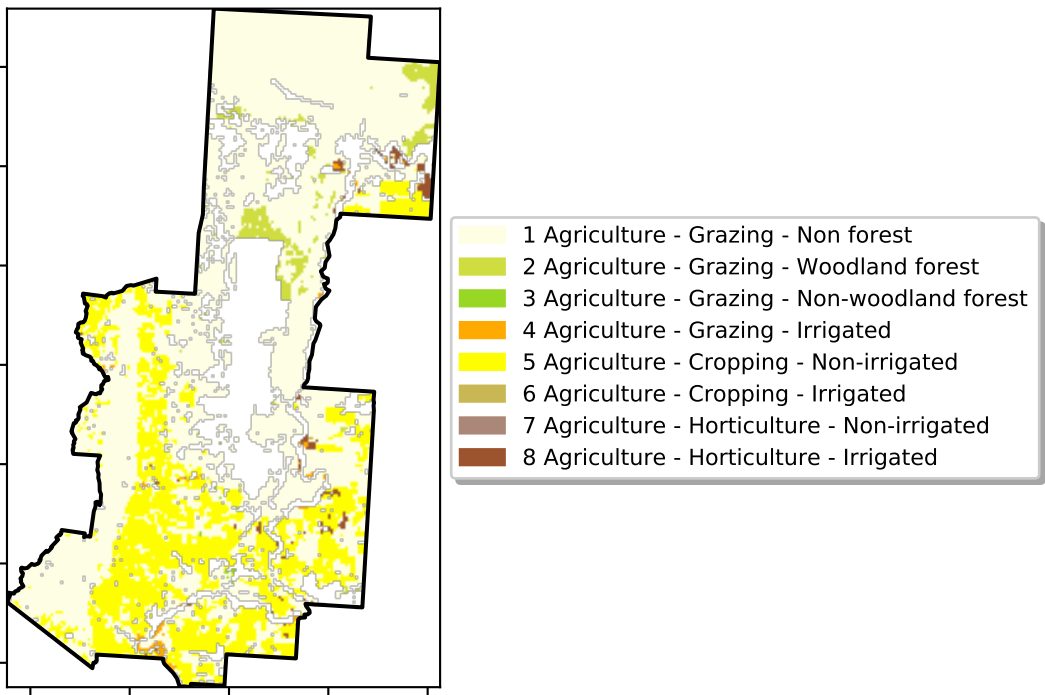 1 Agriculture - Grazing - Non forest
2 Agriculture - Grazing - Woodland forest
3 Agriculture - Grazing - Non-woodland forest
4 Agriculture - Grazing - Irrigated
5 Agriculture - Cropping - Non-irrigated
6 Agriculture - Cropping - Irrigated
7 Agriculture - Horticulture - Non-irrigated
8 Agriculture - Horticulture - Irrigated